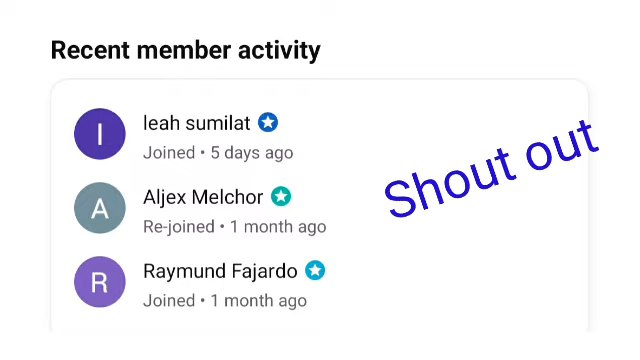 Recent member activity
leah sumilat
Joined • 5 days ago
Shout out
A
Aljex Melchor
Re-joined • 1 month ago
R
Raymund Fajardo
Joined • 1 month ago